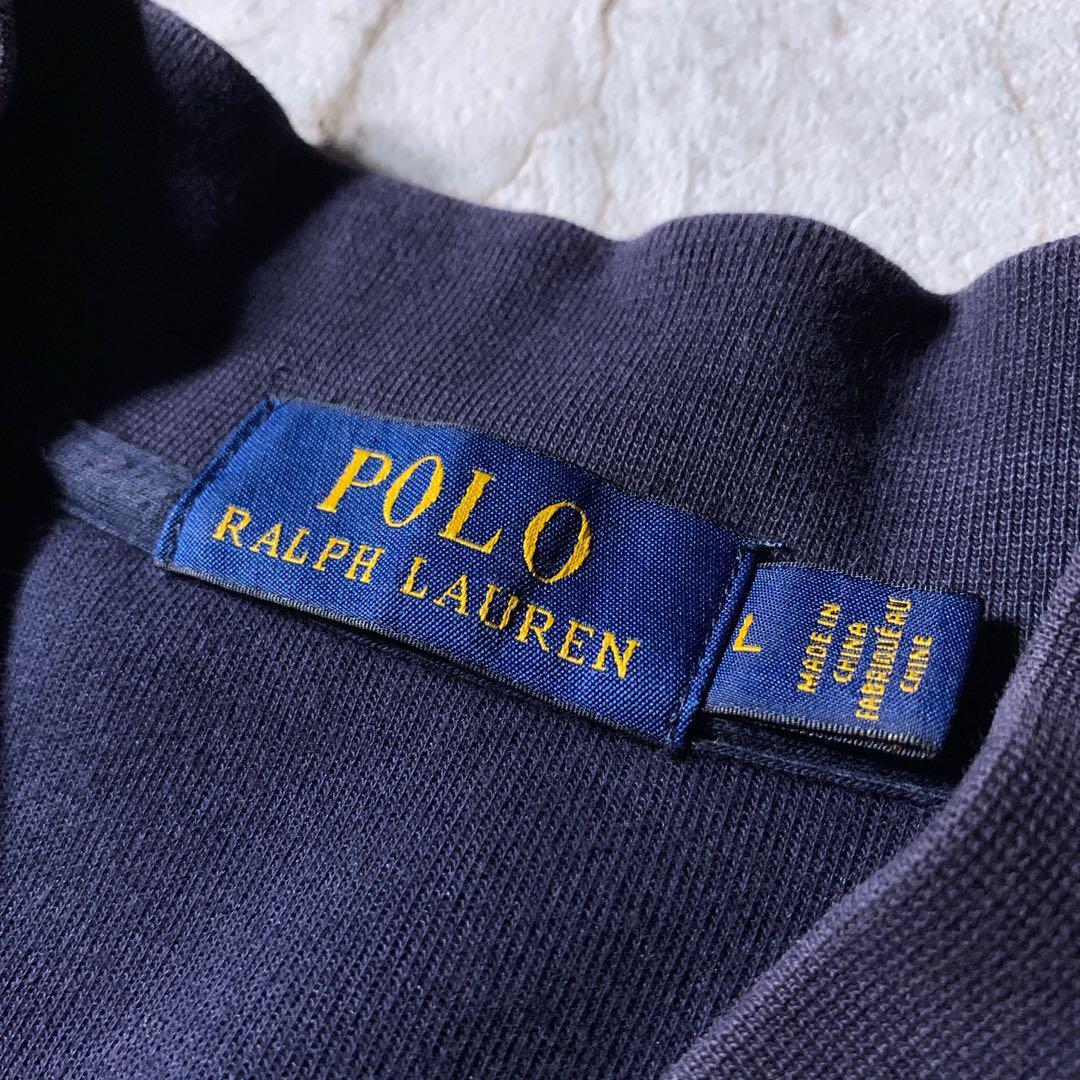 POLO
RALPH LAUREN
L
MADE IN
CHINA
FABRIQUÉ AU
CHINE